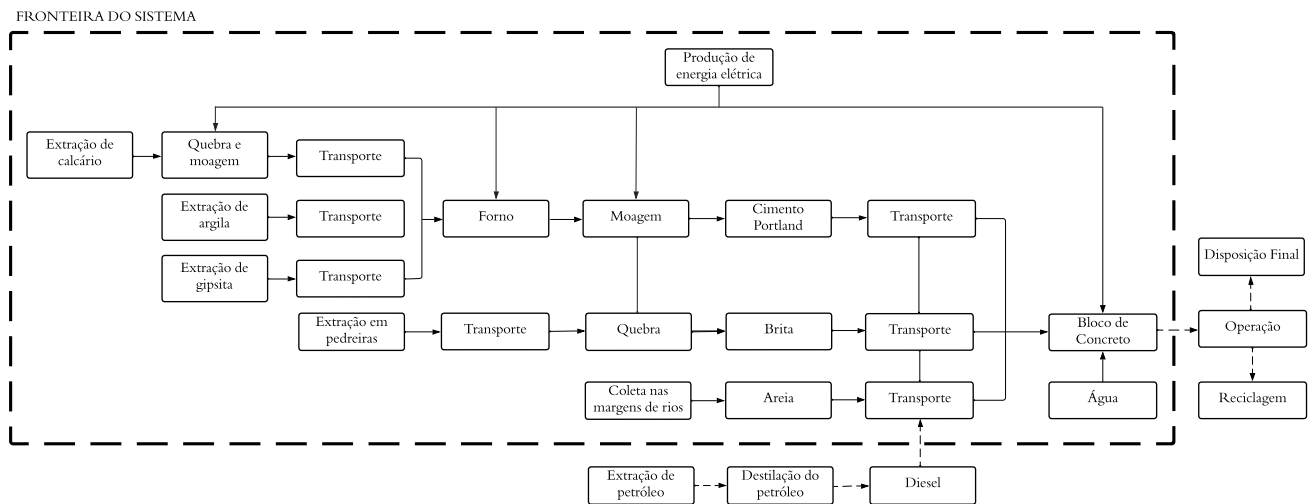 FRONTEIRA DO SISTEMA
Produção de
energia elétrica
Extração de
calcário
Quebra e
moagem
Transporte
Extração de
argila
Transporte
Forno
Moagem
Cimento
Portland
Transporte
Extração de
gipsita
Transporte
Extração em
pedreiras
Transporte
Quebra
Brita
Transporte
Bloco de
Concreto
Disposição Final
Operação
Coleta nas
margens de rios
Areia
Transporte
Água
Reciclagem
Extração de
petróleo
Destilação do
petróleo
Diesel